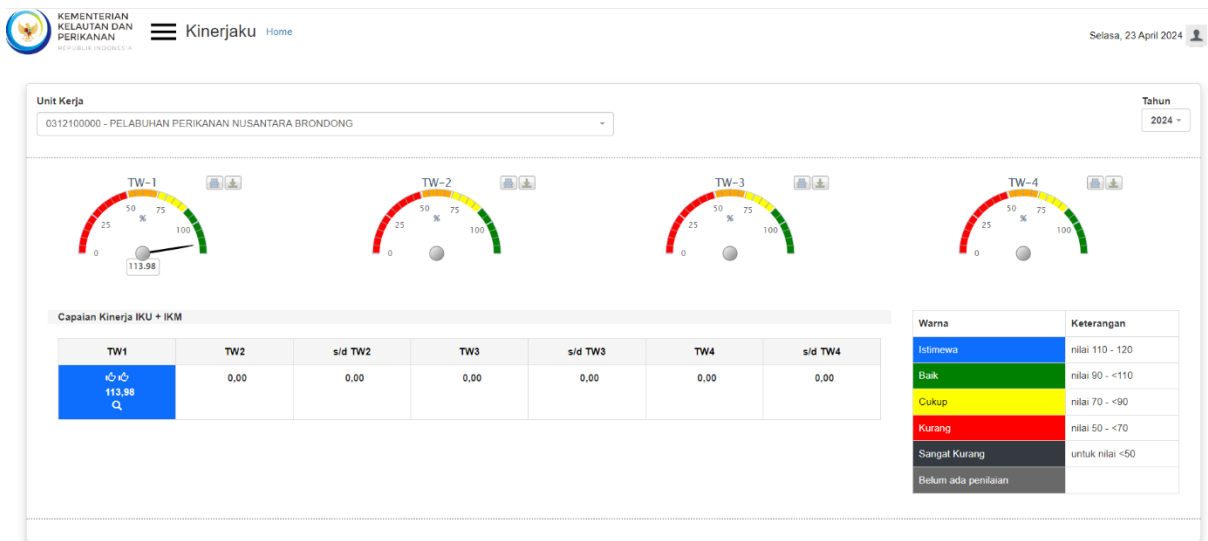 KEMENTERIAN
KELAUTAN DAN
PERIKANAN
REPUBLIK INDONESIA
Kinerjaku Home
Selasa, 23 April 2024
Unit Kerja
Tahun
0312100000 - PELABUHAN PERIKANAN NUSANTARA BRONDONG
2024
TW-1
0 25 50 75 100
%
113.98
TW-2
0 25 50 75 100
%
TW-3
0 25 50 75 100
%
TW-4
0 25 50 75 100
%
Capaian Kinerja IKU + IKM
TW1 TW2 s/d TW2 TW3 s/d TW3 TW4 s/d TW4
113,98 0,00 0,00 0,00 0,00 0,00 0,00
Warna Keterangan
Istimewa nilai 110 - 120
Baik nilai 90 - <110
Cukup nilai 70 - <90
Kurang nilai 50 - <70
Sangat Kurang untuk nilai <50
Belum ada penilaian